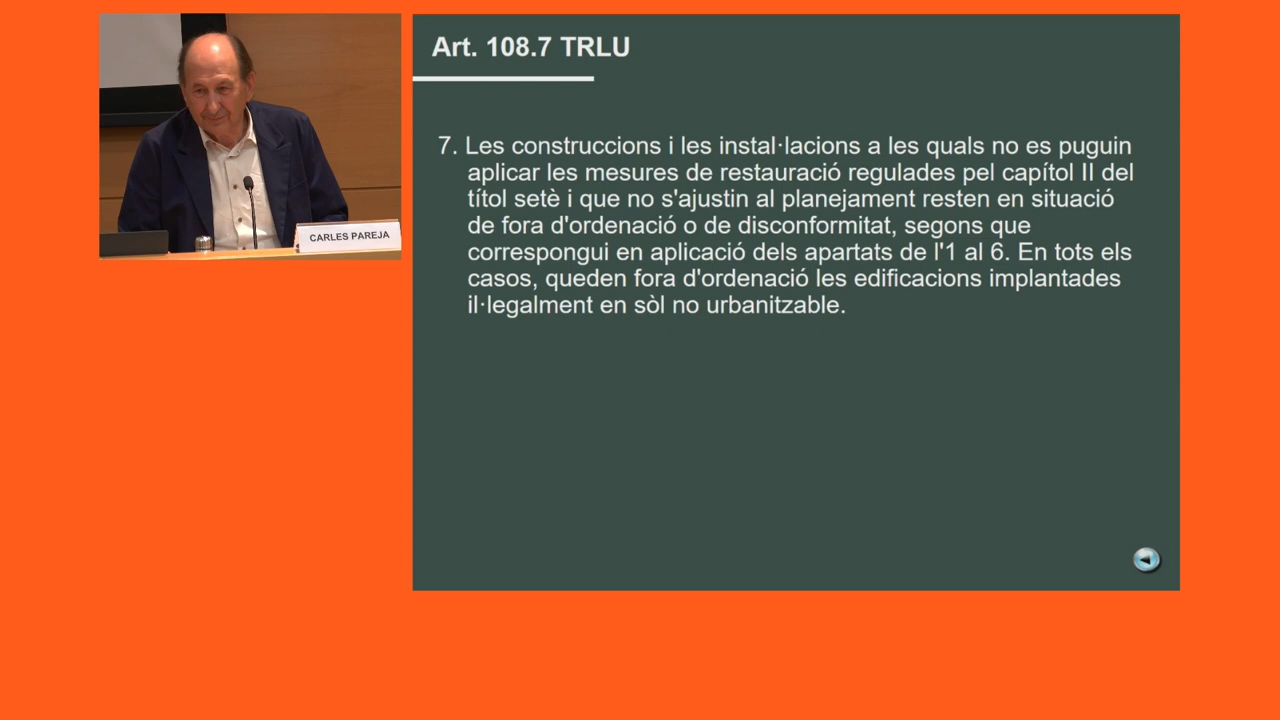 CARLES PAREJA
Art. 108.7 TRLU
7. Les construccions i les instal·lacions a les quals no es puguin
aplicar les mesures de restauració regulades pel capítol II del
títol setè i que no s'ajustin al planejament resten en situació
de fora d'ordenació o de disconformitat, segons que
correspongui en aplicació dels apartats de l'1 al 6. En tots els
casos, queden fora d'ordenació les edificacions implantades
il·legalment en sòl no urbanitzable.